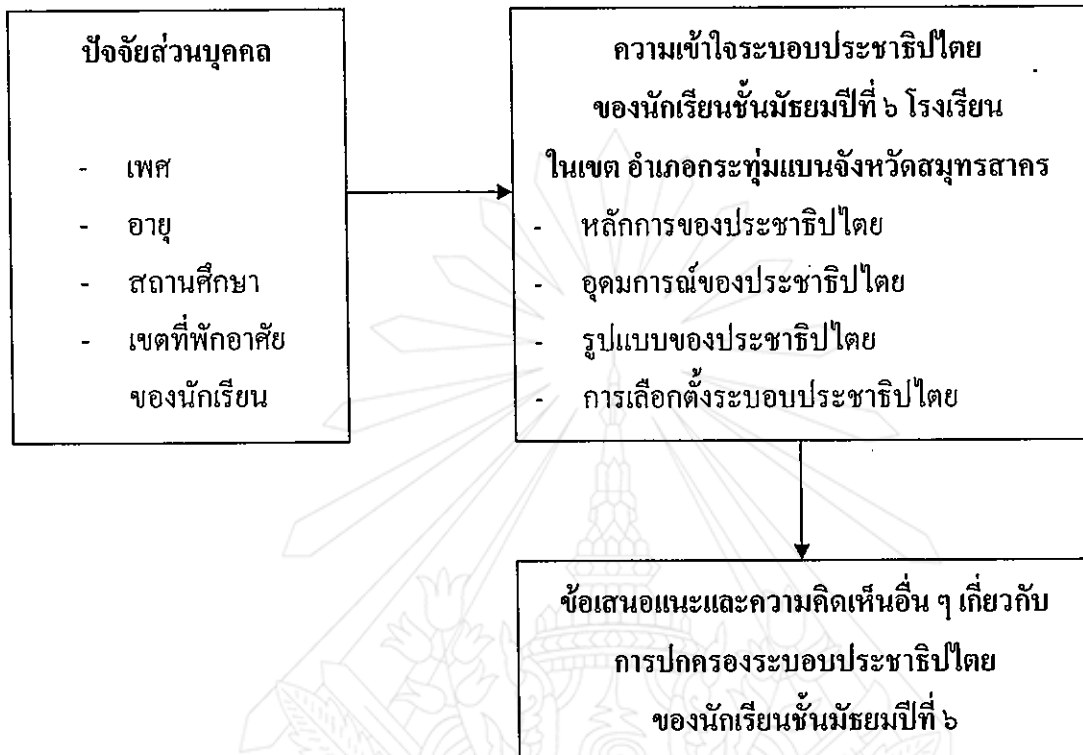 ปัจจัยส่วนบุคคล
- เพศ
- อายุ
- สถานศึกษา
- เขตที่พักอาศัย
ของนักเรียน
ความเข้าใจระบอบประชาธิปไตย
ของนักเรียนชั้นมัธยมปีที่ ๖ โรงเรียน
ในเขต อำเภอกระทุ่มแบนจังหวัดสมุทรสาคร
- หลักการของประชาธิปไตย
- อุดมการณ์ของประชาธิปไตย
- รูปแบบของประชาธิปไตย
- การเลือกตั้งระบอบประชาธิปไตย
ข้อเสนอแนะและความคิดเห็นอื่น ๆ เกี่ยวกับ
การปกครองระบอบประชาธิปไตย
ของนักเรียนชั้นมัธยมปีที่ ๖